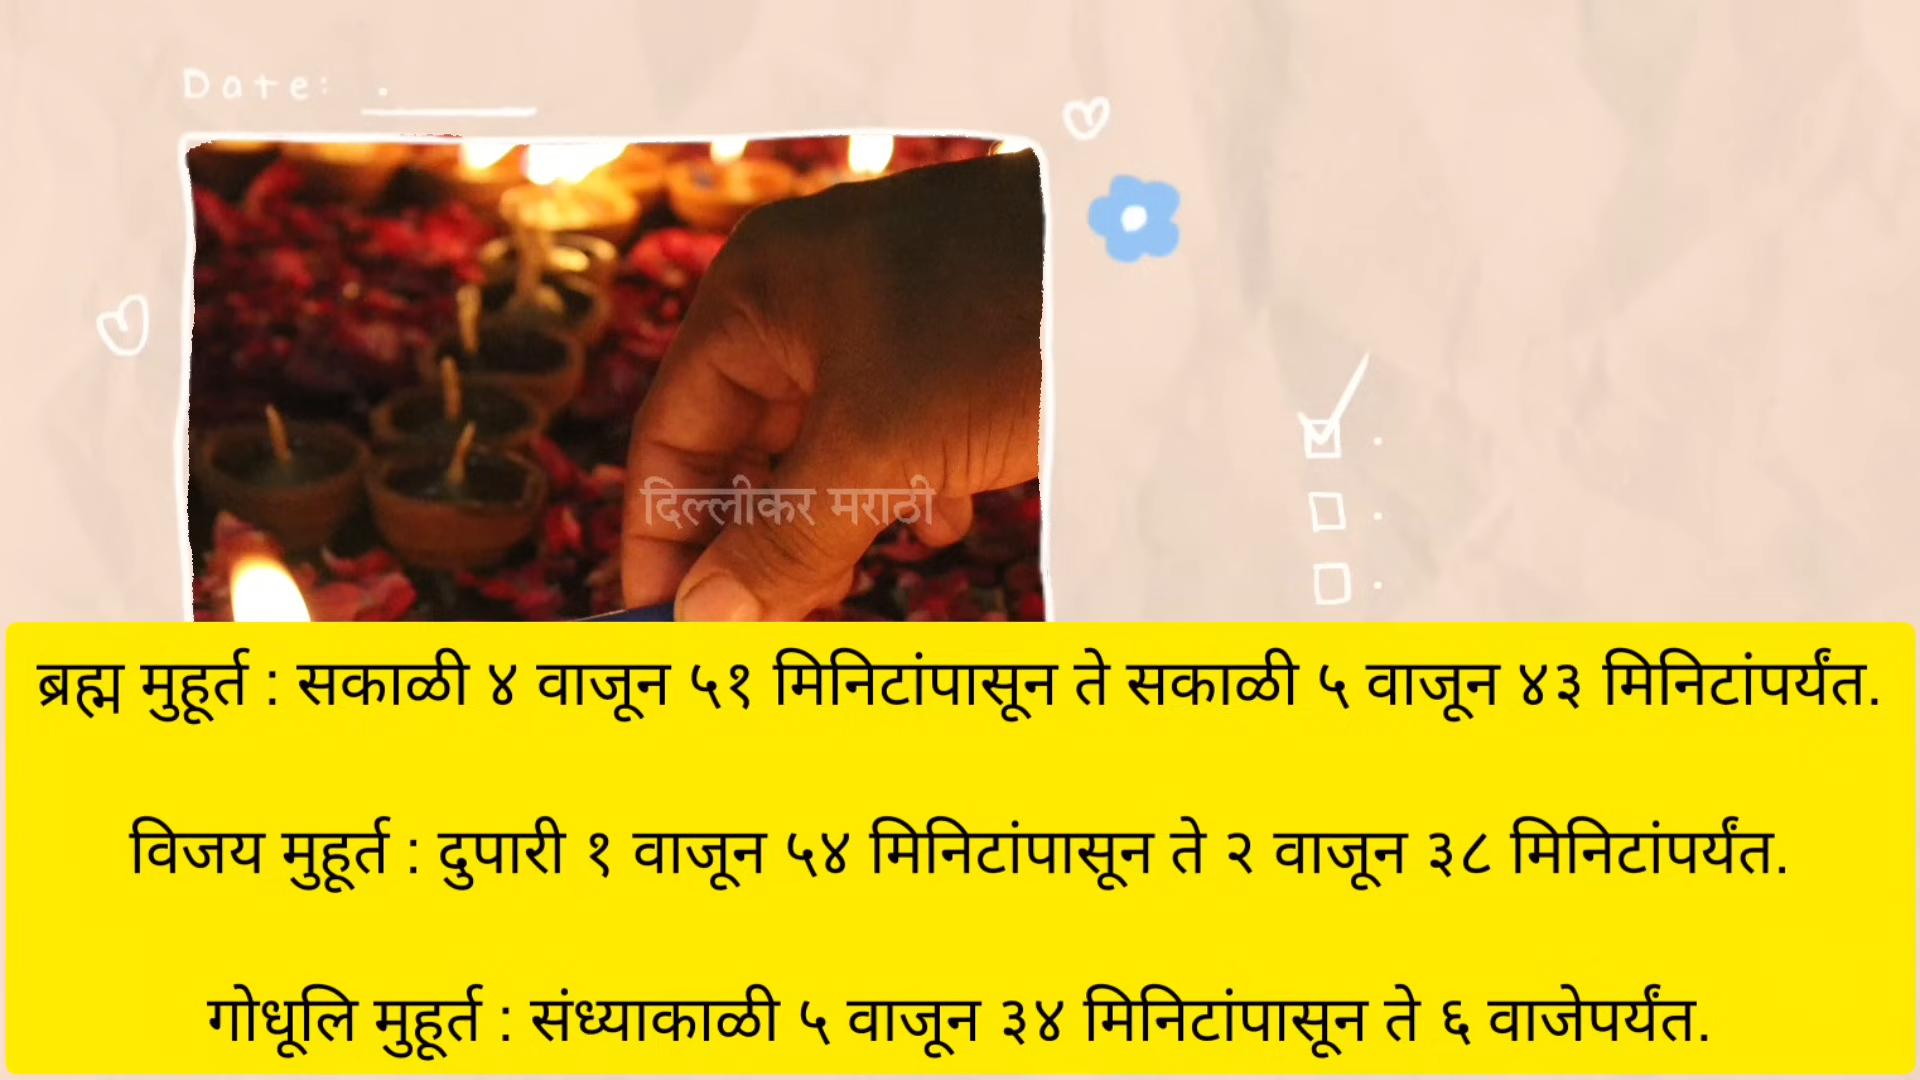 Date:
दिल्लीकर मराठी
ब्रह्म मुहूर्त : सकाळी ४ वाजून ५१ मिनिटांपासून ते सकाळी ५ वाजून ४३ मिनिटांपर्यंत.
विजय मुहूर्त : दुपारी १ वाजून ५४ मिनिटांपासून ते २ वाजून ३८ मिनिटांपर्यंत.
गोधूलि मुहूर्त : संध्याकाळी ५ वाजून ३४ मिनिटांपासून ते ६ वाजेपर्यंत.